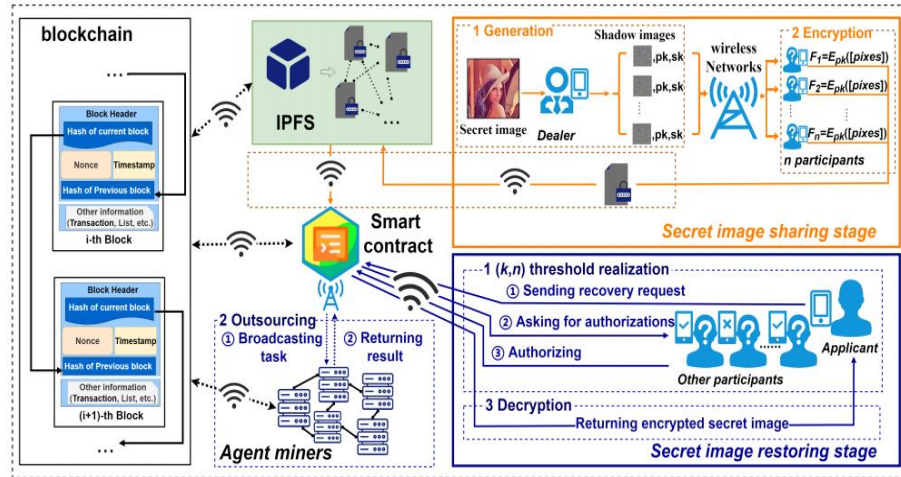 blockchain
...
Block Header
Hash of current block
Nonce
Timestamp
Hash of Previous block
Other information
(Transaction, List, etc.)
i-th Block
Block Header
Hash of current block
Nonce
Timestamp
Hash of Previous block
Other information
(Transaction, List, etc.)
(i+1)-th Block
...
IPFS
...
Smart
contract
2 Outsourcing
① Broadcasting
task
② Returning
result
Agent miners
1 Generation
Secret image
Dealer
Shadow images
,pk,sk
,pk,sk
,pk,sk
wireless
Networks
2 Encryption
F1=Epk([pixes])
F2=Epk([pixes])
Fn=Epk([pixes])
n participants
Secret image sharing stage
1 (k,n) threshold realization
① Sending recovery request
② Asking for authorizations
③ Authorizing
Other participants
Applicant
3 Decryption
Returning encrypted secret image
Secret image restoring stage